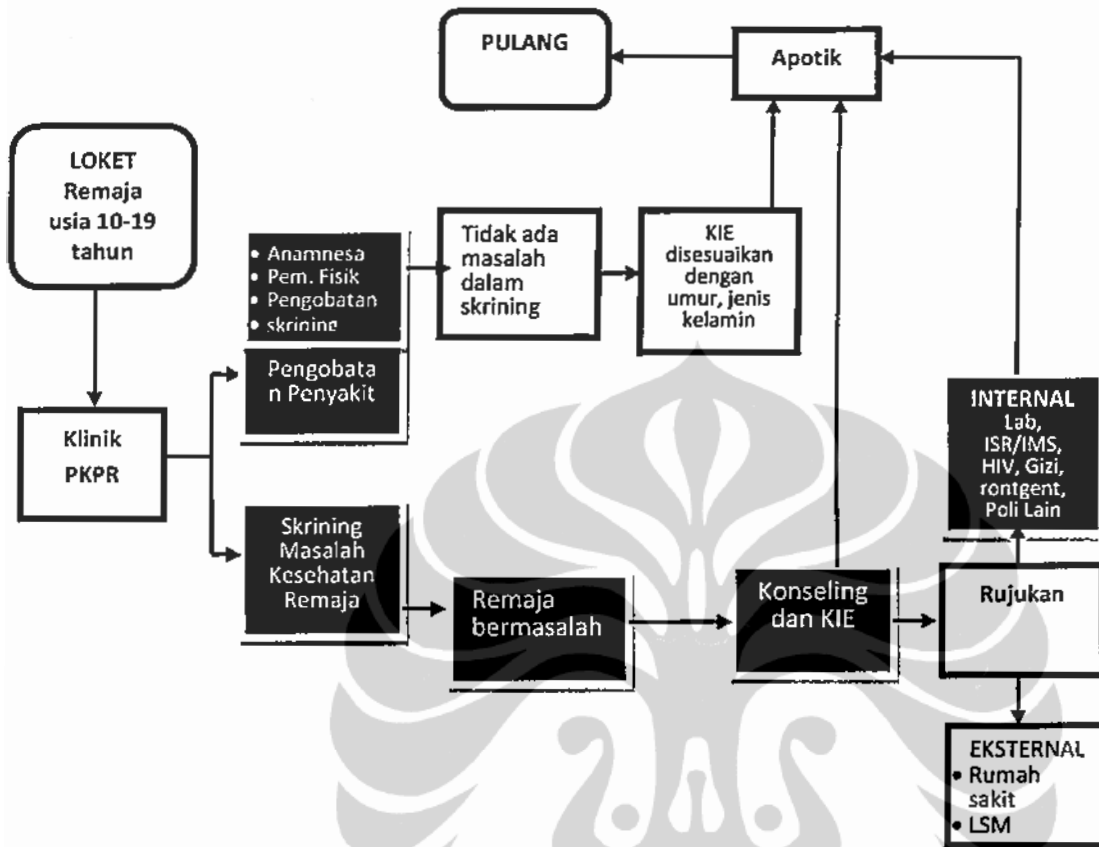 PULANG
Apotik
LOKET
Remaja
usia 10-19
tahun
• Anamnesa
• Pem. Fisik
• Pengobatan
• skrining
Tidak ada
masalah
dalam
skrining
KIE
disesuaikan
dengan
umur, jenis
kelamin
Pengobata
n Penyakit
Klinik
PKPR
INTERNAL
Lab,
ISR/IMS,
HIV, Gizi,
rontgent,
Poli Lain
Skrining
Masalah
Kesehatan
Remaja
Remaja
bermasalah
Konseling
dan KIE
Rujukan
EKSTERNAL
• Rumah
sakit
• LSM